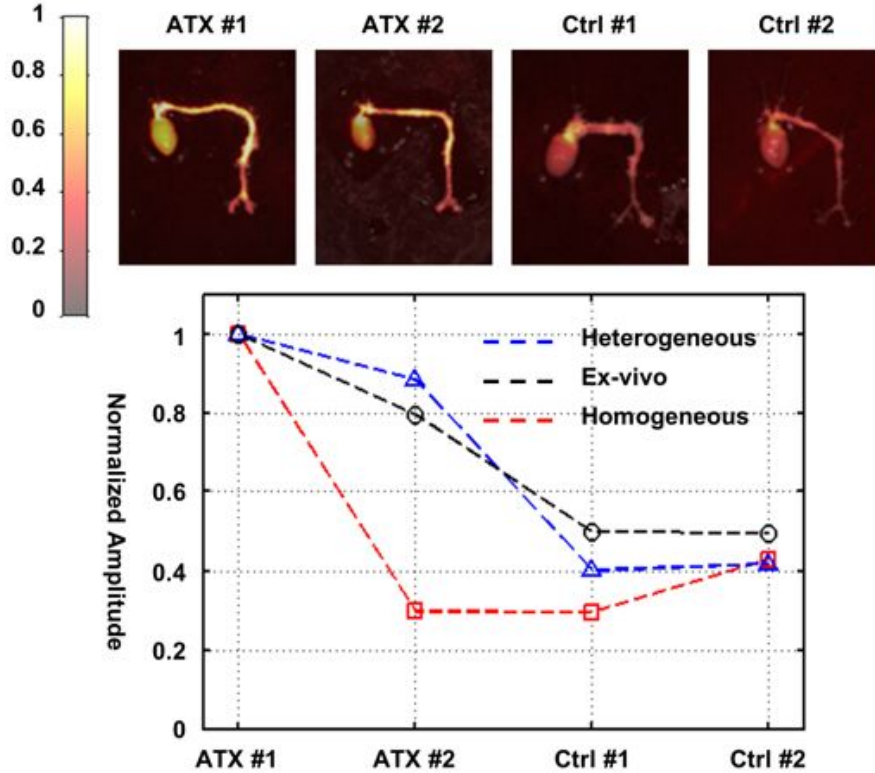 ATX #1 ATX #2 Ctrl #1 Ctrl #2
1
0.8
0.6
0.4
0.2
0
Normalized Amplitude
1
0.8
0.6
0.4
0.2
0
Heterogeneous
Ex-vivo
Homogeneous
ATX #1 ATX #2 Ctrl #1 Ctrl #2